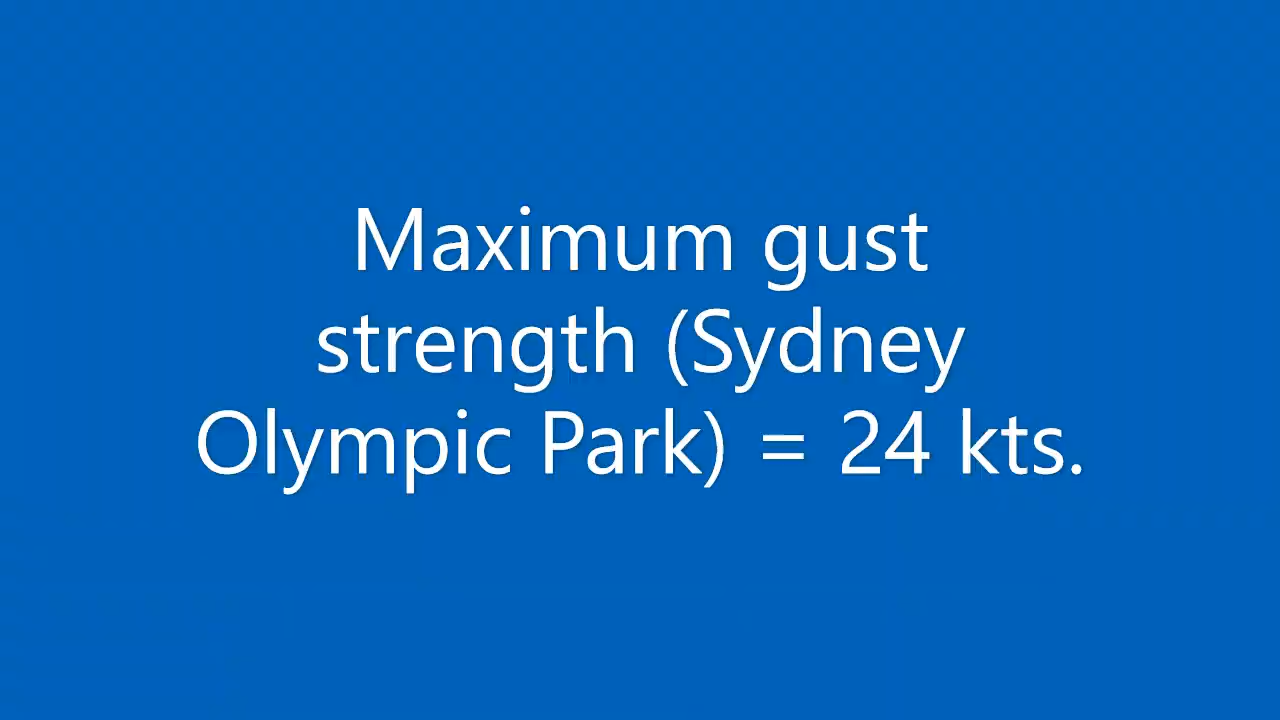 Maximum gust
strength (Sydney
Olympic Park) = 24 kts.